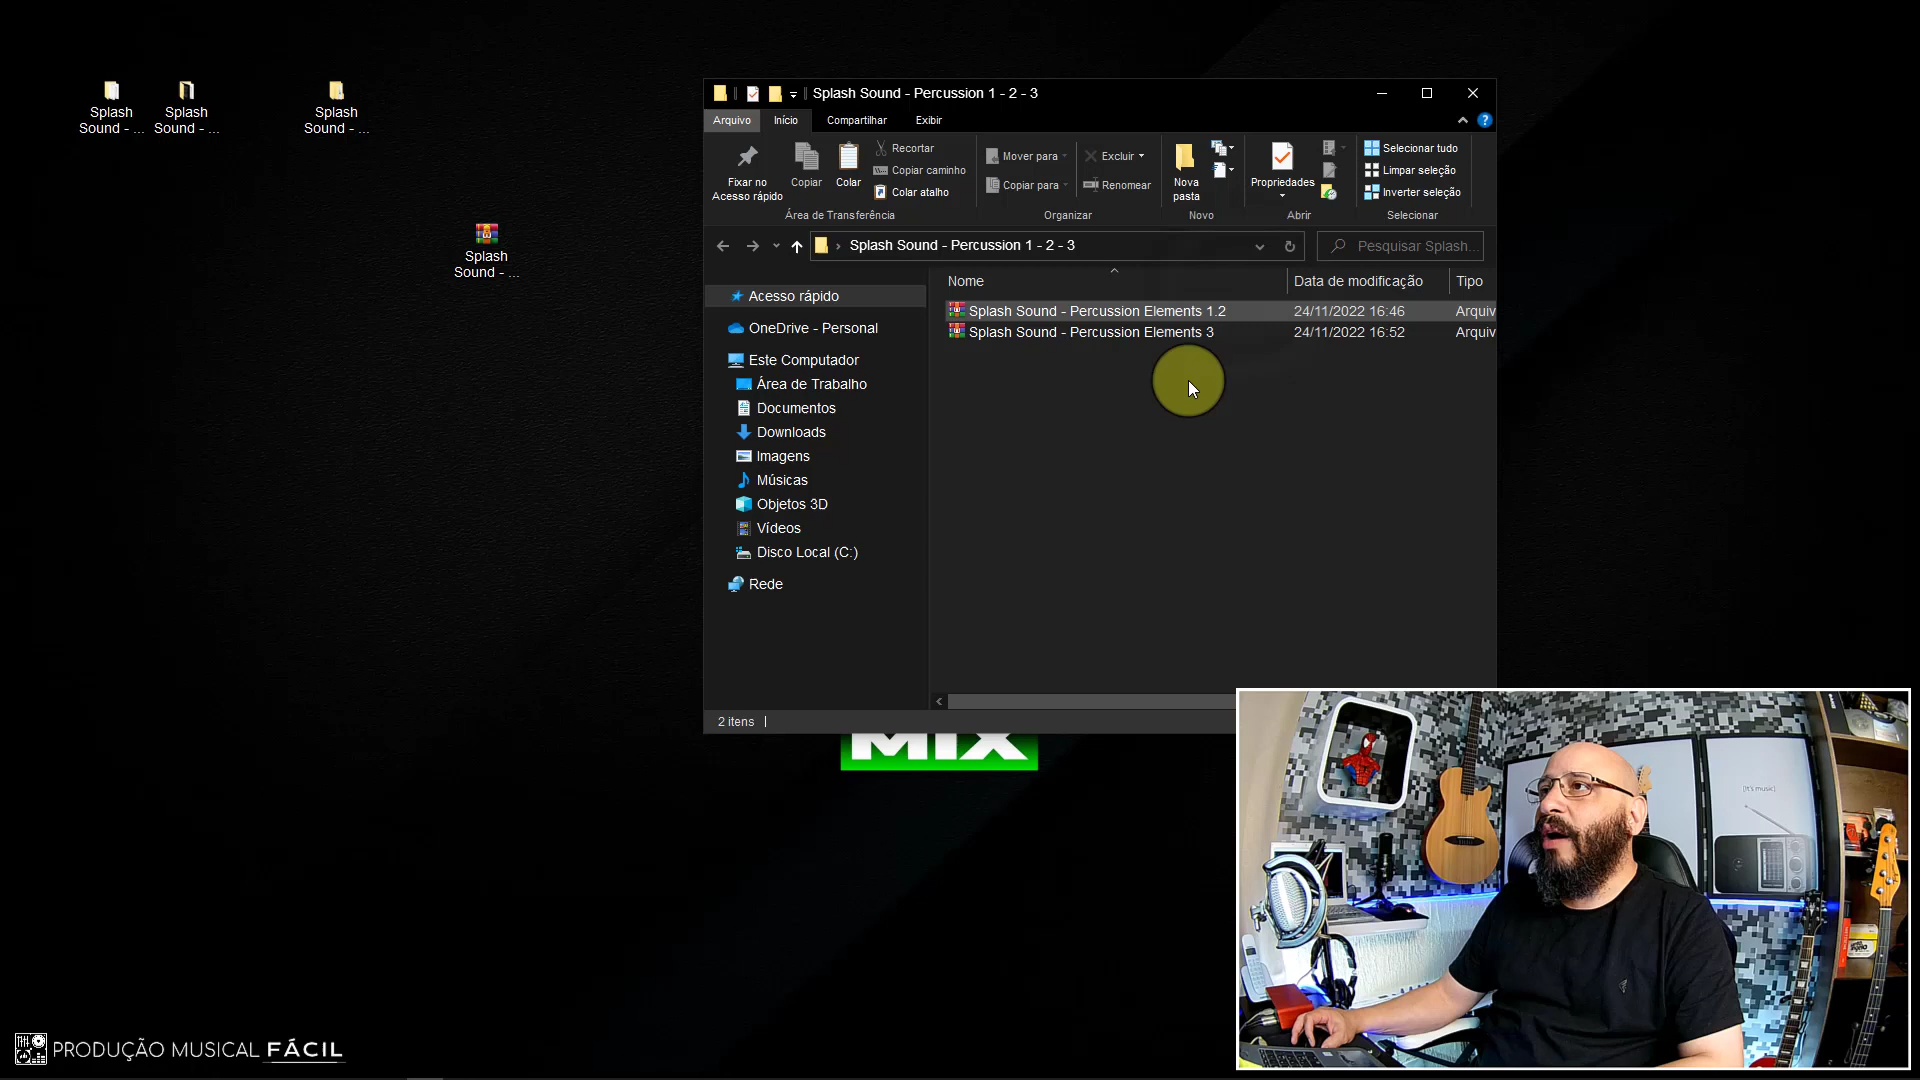 Splash
Sound - ...
Splash
Sound - ...
Splash
Sound - ...
Splash
Sound - ...
Splash Sound - Percussion 1 - 2 - 3
Arquivo
Início
Compartilhar
Exibir
Fixar no
Acesso rápido
Copiar
Colar
Recortar
Copiar caminho
Colar atalho
Área de Transferência
Mover para
Copiar para
Excluir
Renomear
Organizar
Nova
pasta
Novo
Propriedades
Abrir
Selecionar tudo
Limpar seleção
Inverter seleção
Selecionar
Splash Sound - Percussion 1 - 2 - 3
Pesquisar Splash...
Acesso rápido
OneDrive - Personal
Este Computador
Área de Trabalho
Documentos
Downloads
Imagens
Músicas
Objetos 3D
Vídeos
Disco Local (C:)
Rede
Nome Data de modificação Tipo
Splash Sound - Percussion Elements 1.2 24/11/2022 16:46 Arquiv
Splash Sound - Percussion Elements 3 24/11/2022 16:52 Arquiv
2 itens
MIX
[It's music]
PRODUÇÃO MUSICAL FÁCIL